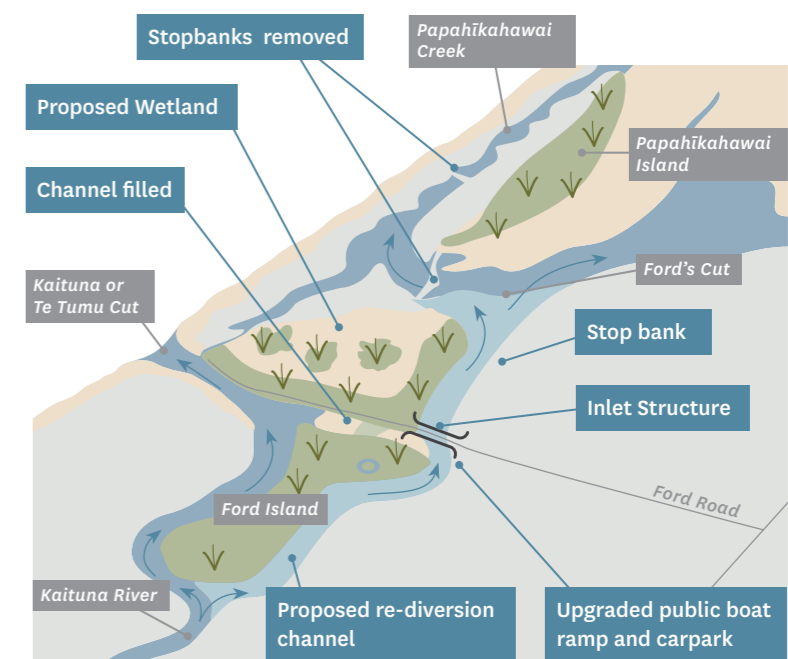 Stopbanks removed
Papahīkahawai
Creek
Proposed Wetland
Papahīkahawai
Island
Channel filled
Ford's Cut
Kaituna or
Te Tumu Cut
Stop bank
Inlet Structure
Ford Road
Ford Island
Kaituna River
Proposed re-diversion
channel
Upgraded public boat
ramp and carpark